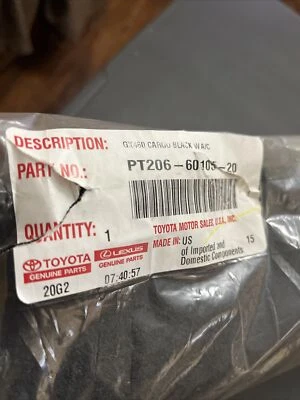 DESCRIPTION: GX460 CARGO BLACK W/A/C
PART NO.: PT206-60105-20
QUANTITY: 1
TOYOTA MOTOR SALES, U.S.A., INC.
MADE IN: US 15
of Imported and
Domestic Components
TOYOTA
GENUINE PARTS
LEXUS
GENUINE PARTS
20G2 07:40:57